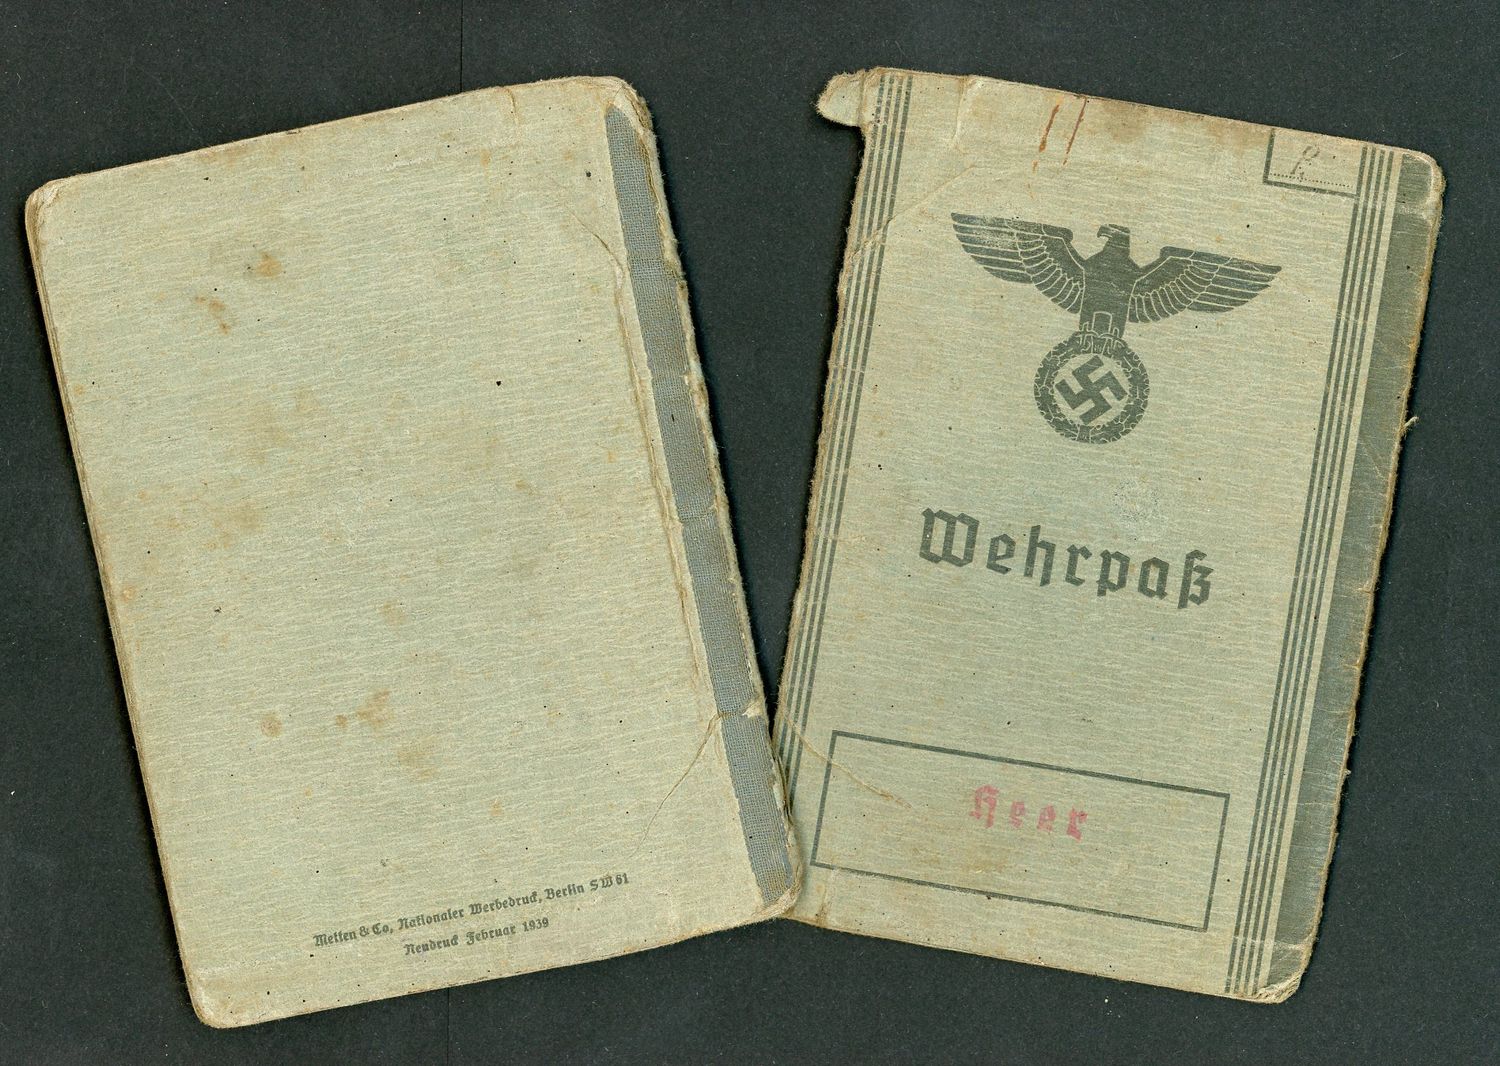 Metten & Co, Nationaler Werbedruck, Berlin SW 61
Neudruck Februar 1939
Wehrpaß
Heer